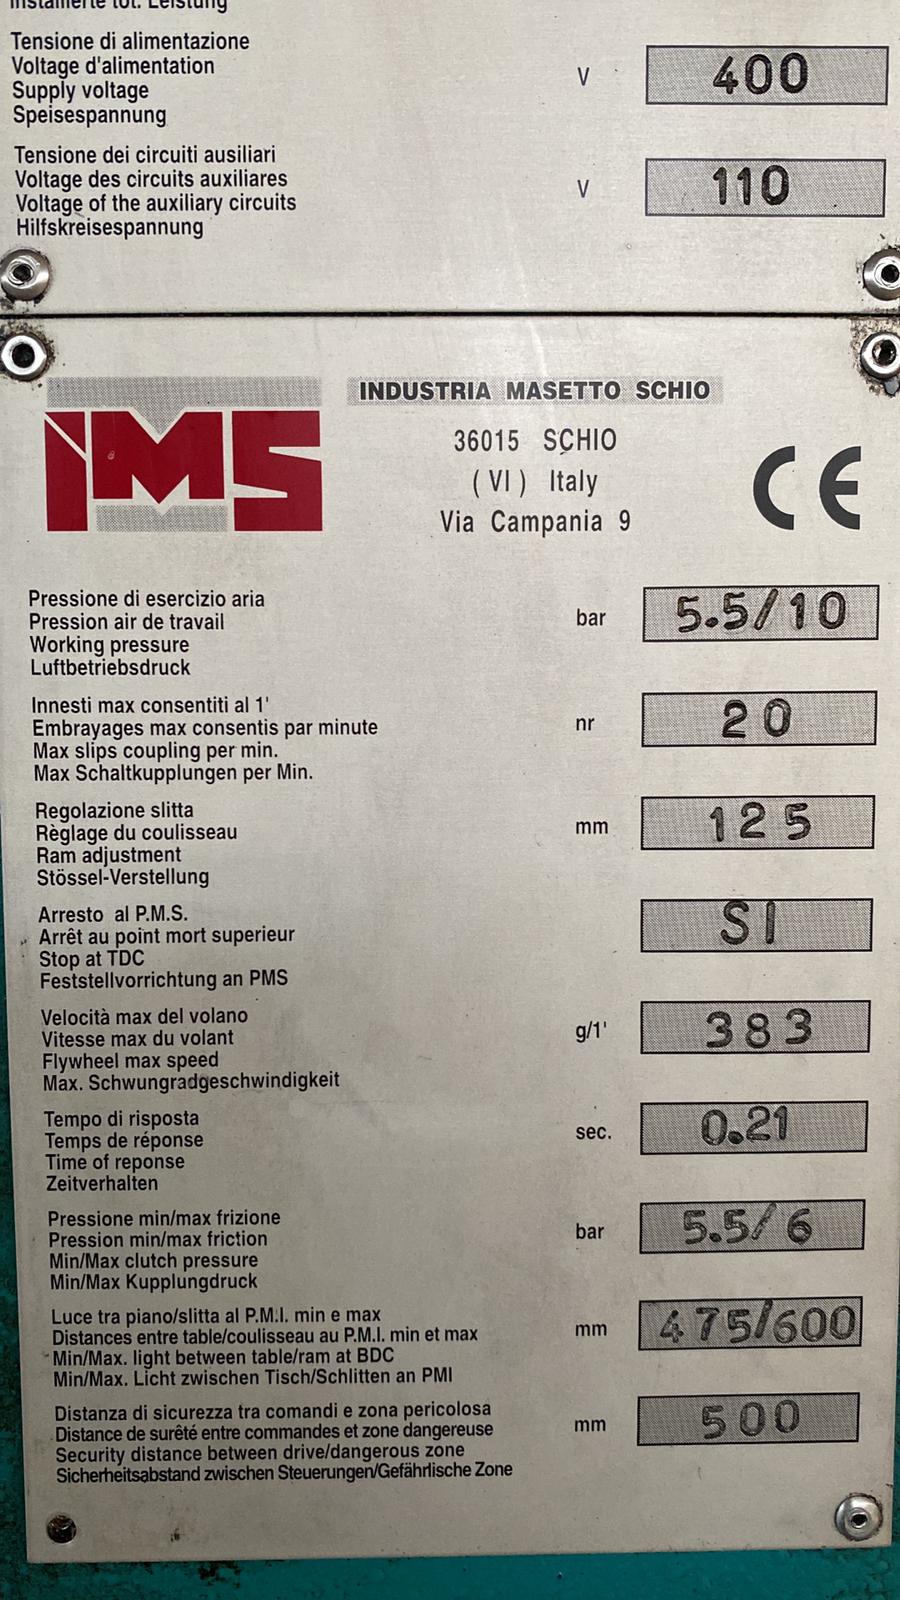 Installierte tot. Leistung
Tensione di alimentazione
Voltage d'alimentation
Supply voltage
Speisespannung
V 400
Tensione dei circuiti ausiliari
Voltage des circuits auxiliares
Voltage of the auxiliary circuits
Hilfskreisespannung
V 110
IMS
INDUSTRIA MASETTO SCHIO
36015 SCHIO
(VI) Italy
Via Campania 9
CE
Pressione di esercizio aria
Pression air de travail
Working pressure
Luftbetriebsdruck
bar 5.5/10
Innesti max consentiti al 1'
Embrayages max consentis par minute
Max slips coupling per min.
Max Schaltkupplungen per Min.
nr 20
Regolazione slitta
Règlage du coulisseau
Ram adjustment
Stössel-Verstellung
mm 125
Arresto al P.M.S.
Arrêt au point mort superieur
Stop at TDC
Feststellvorrichtung an PMS
SI
Velocità max del volano
Vitesse max du volant
Flywheel max speed
Max. Schwungradgeschwindigkeit
g/1' 383
Tempo di risposta
Temps de réponse
Time of reponse
Zeitverhalten
sec. 0.21
Pressione min/max frizione
Pression min/max friction
Min/Max clutch pressure
Min/Max Kupplungdruck
bar 5.5/6
Luce tra piano/slitta al P.M.I. min e max
Distances entre table/coulisseau au P.M.I. min et max
Min/Max. light between table/ram at BDC
Min/Max. Licht zwischen Tisch/Schlitten an PMI
mm 475/600
Distanza di sicurezza tra comandi e zona pericolosa
Distance de surêté entre commandes et zone dangereuse
Security distance between drive/dangerous zone
Sicherheitsabstand zwischen Steuerungen/Gefährlische Zone
mm 500